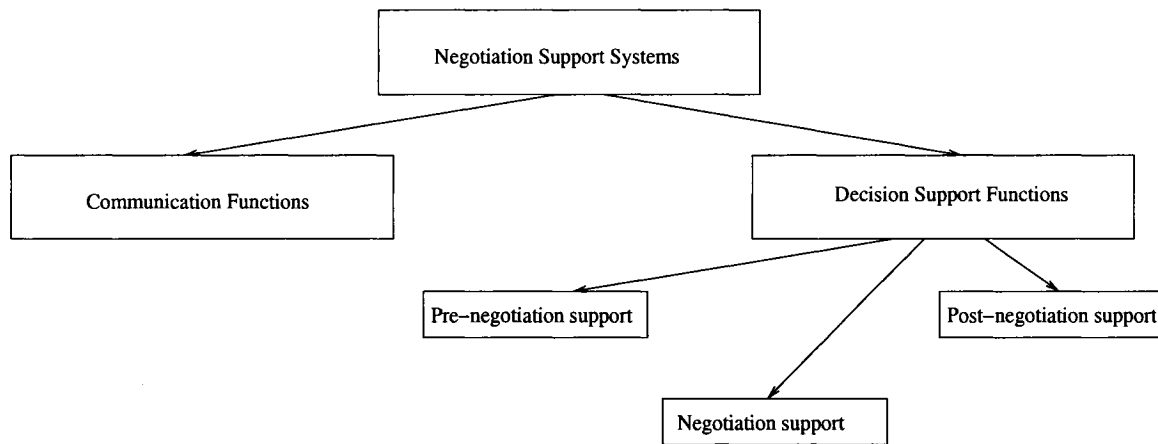 Negotiation Support Systems
Communication Functions
Decision Support Functions
Pre−negotiation support
Post−negotiation support
Negotiation support